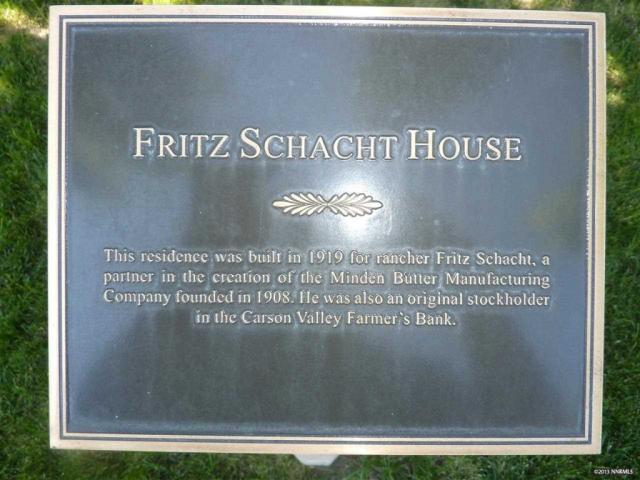 FRITZ SCHACHT HOUSE
This residence was built in 1919 for rancher Fritz Schacht, a
partner in the creation of the Minden Butter Manufacturing
Company founded in 1908. He was also an original stockholder
in the Carson Valley Farmer's Bank.
©2013 NNRMLS